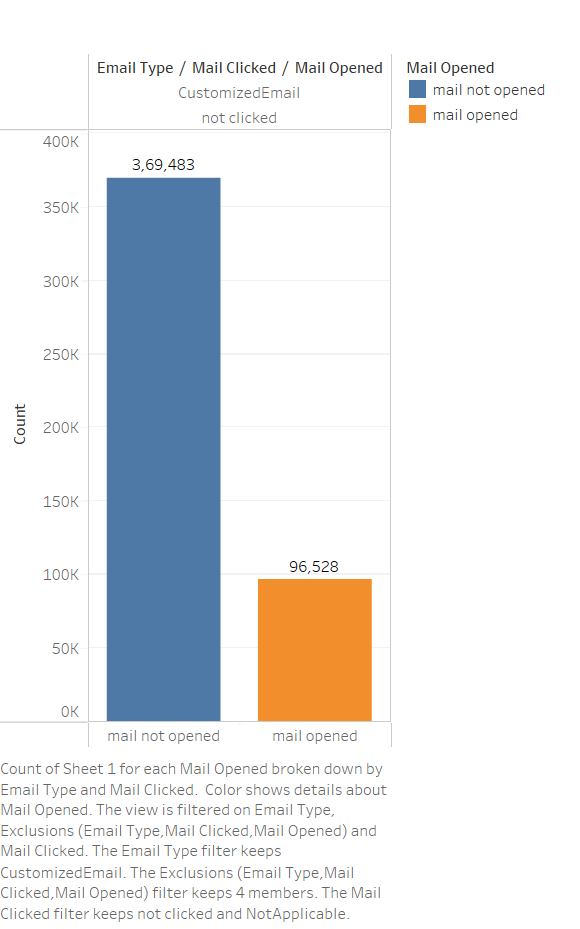 Email Type / Mail Clicked / Mail Opened
CustomizedEmail
not clicked
Mail Opened
mail not opened
mail opened
400K
350K
300K
250K
200K
150K
100K
50K
0K
Count
3,69,483
96,528
mail not opened
mail opened
Count of Sheet 1 for each Mail Opened broken down by
Email Type and Mail Clicked. Color shows details about
Mail Opened. The view is filtered on Email Type,
Exclusions (Email Type,Mail Clicked,Mail Opened) and
Mail Clicked. The Email Type filter keeps
CustomizedEmail. The Exclusions (Email Type,Mail
Clicked,Mail Opened) filter keeps 4 members. The Mail
Clicked filter keeps not clicked and NotApplicable.